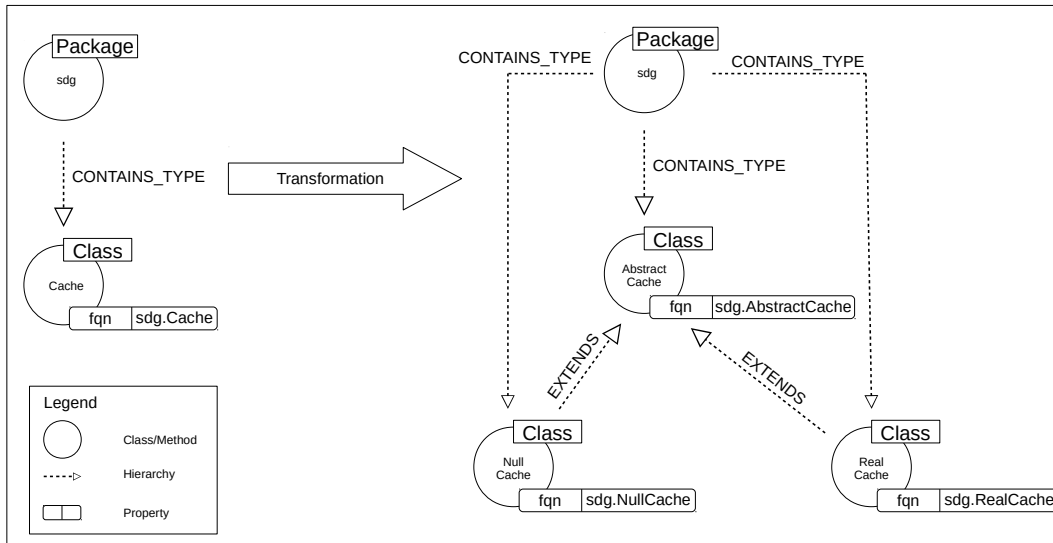 Package
sdg
CONTAINS_TYPE
Class
Cache
fqn sdg.Cache
Transformation
Package
sdg
CONTAINS_TYPE
CONTAINS_TYPE
CONTAINS_TYPE
Class
Abstract
Cache
fqn sdg.AbstractCache
EXTENDS
EXTENDS
Class
Null
Cache
fqn sdg.NullCache
Class
Real
Cache
fqn sdg.RealCache
Legend
Class/Method
Hierarchy
Property